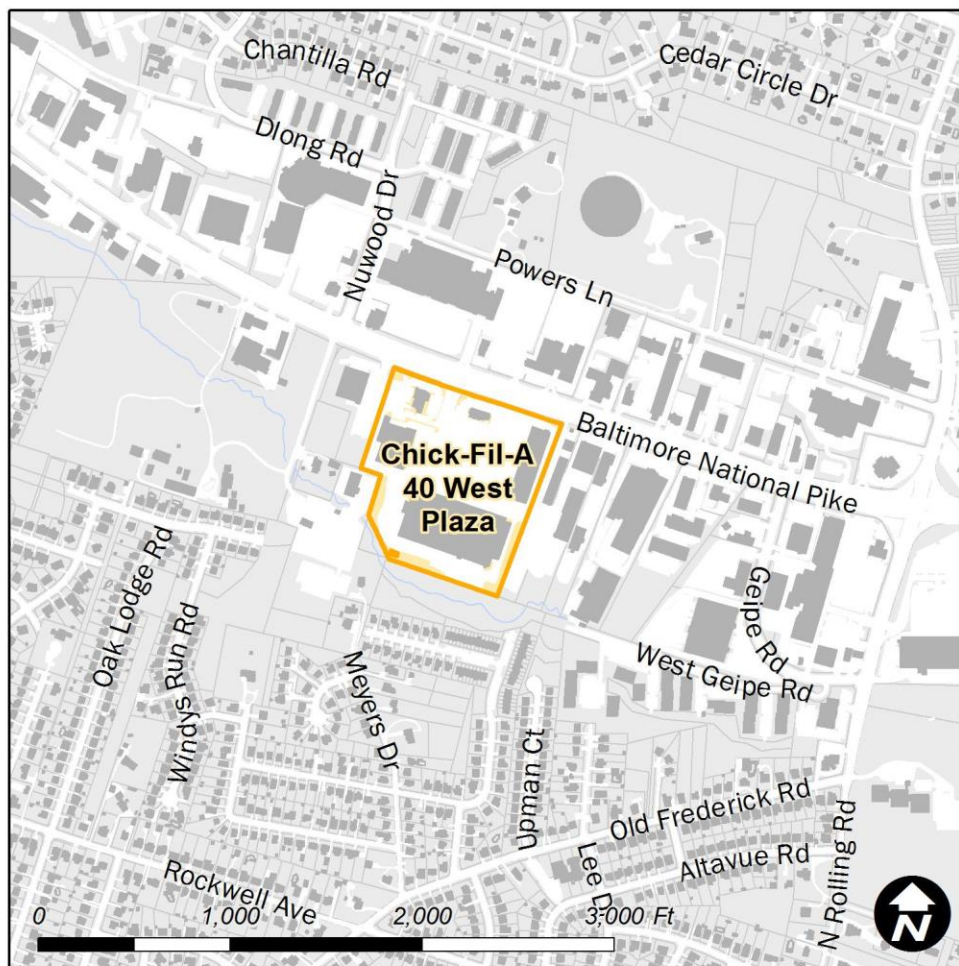 Chantilla Rd
Cedar Circle Dr
Dlong Rd
Nuwood Dr
Powers Ln
Baltimore National Pike
Chick-Fil-A
40 West
Plaza
Oak Lodge Rd
Windys Run Rd
Meyers Dr
Geipe Rd
West Geipe Rd
Upman Ct
Old Frederick Rd
Lee D
Altavue Rd
N Rolling Rd
Rockwell Ave
0 1,000 2,000 3,000 Ft
N